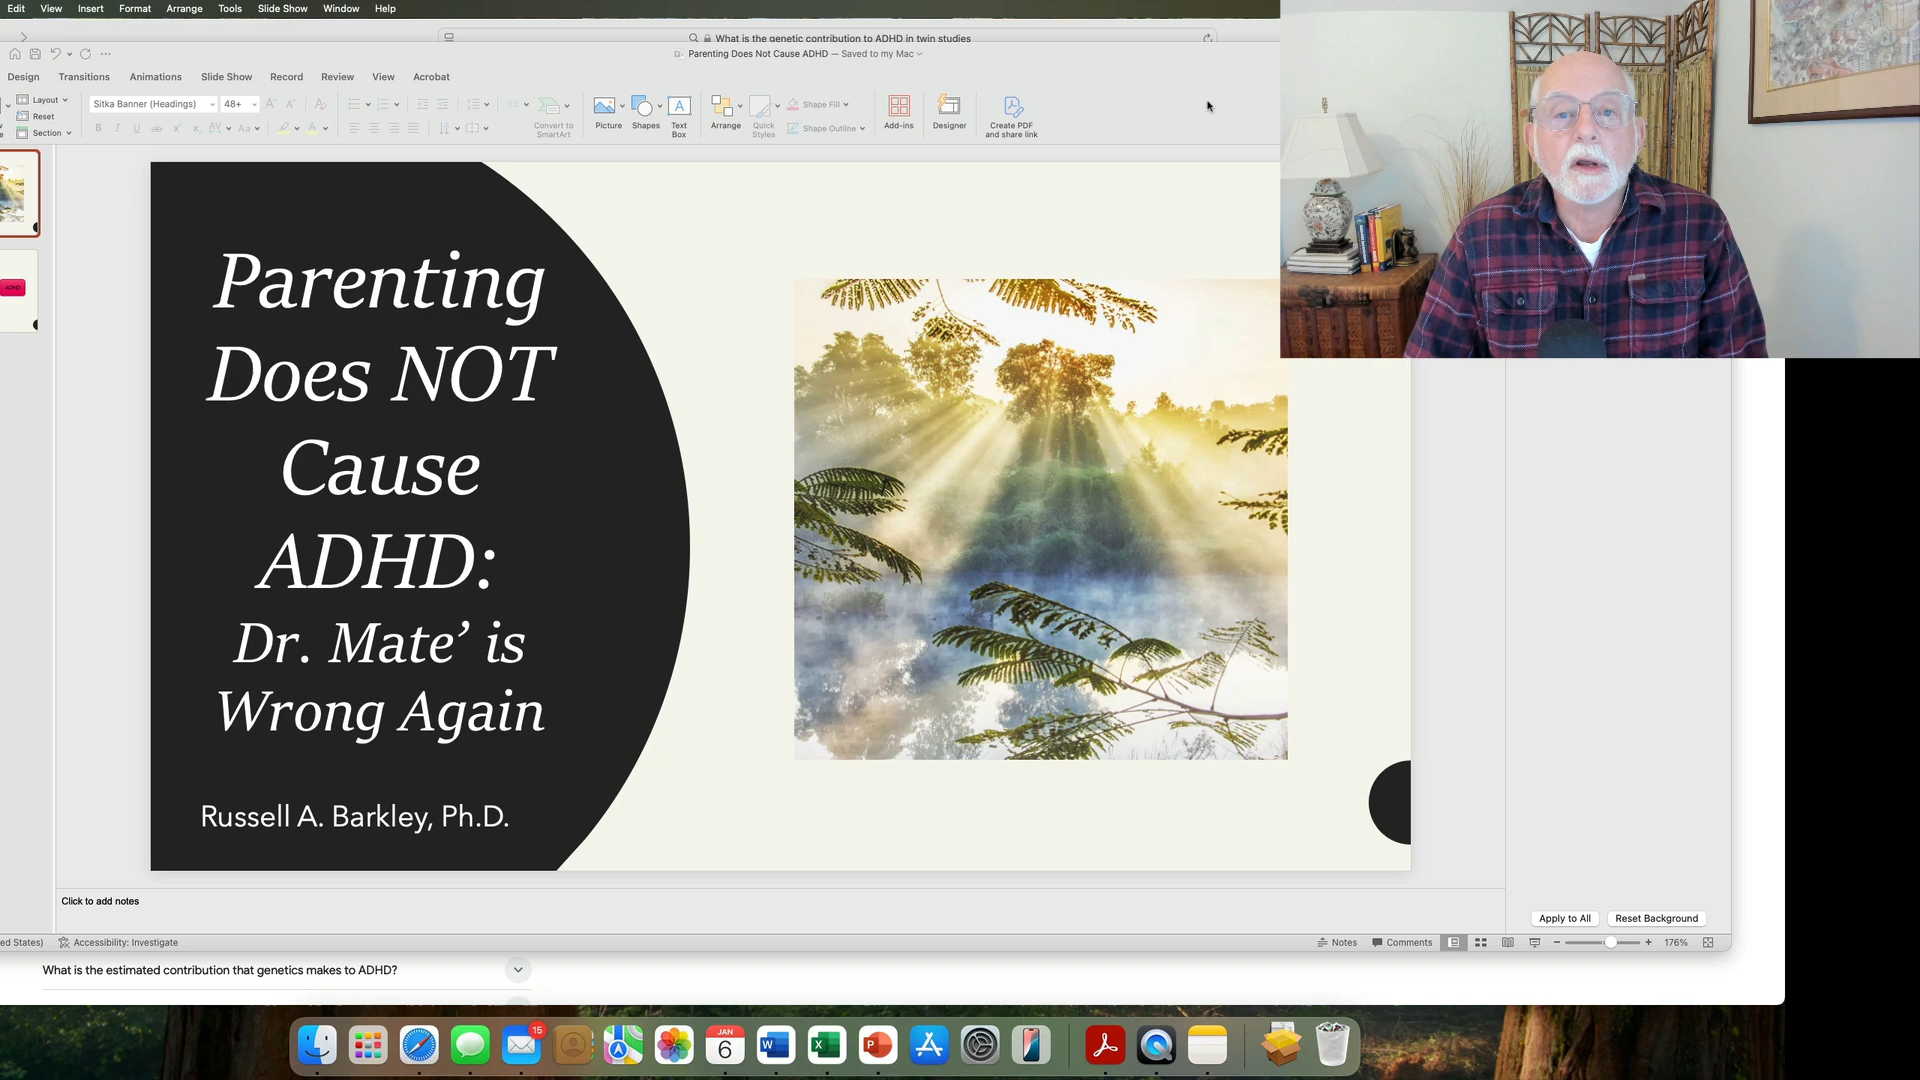 Edit View Insert Format Arrange Tools Slide Show Window Help
What is the genetic contribution to ADHD in twin studies
Parenting Does Not Cause ADHD — Saved to my Mac
Design Transitions Animations Slide Show Record Review View Acrobat
Layout
Reset
Section
Sitka Banner (Headings) 48+
Convert to
SmartArt
Picture Shapes Text
Box
Arrange Quick
Styles
Shape Fill
Shape Outline
Add-ins Designer Create PDF
and share link
Parenting
Does NOT
Cause
ADHD:
Dr. Mate’ is
Wrong Again
Russell A. Barkley, Ph.D.
Click to add notes
Apply to All Reset Background
ed States) Accessibility: Investigate Notes Comments 176%
What is the estimated contribution that genetics makes to ADHD?
15
JAN
6